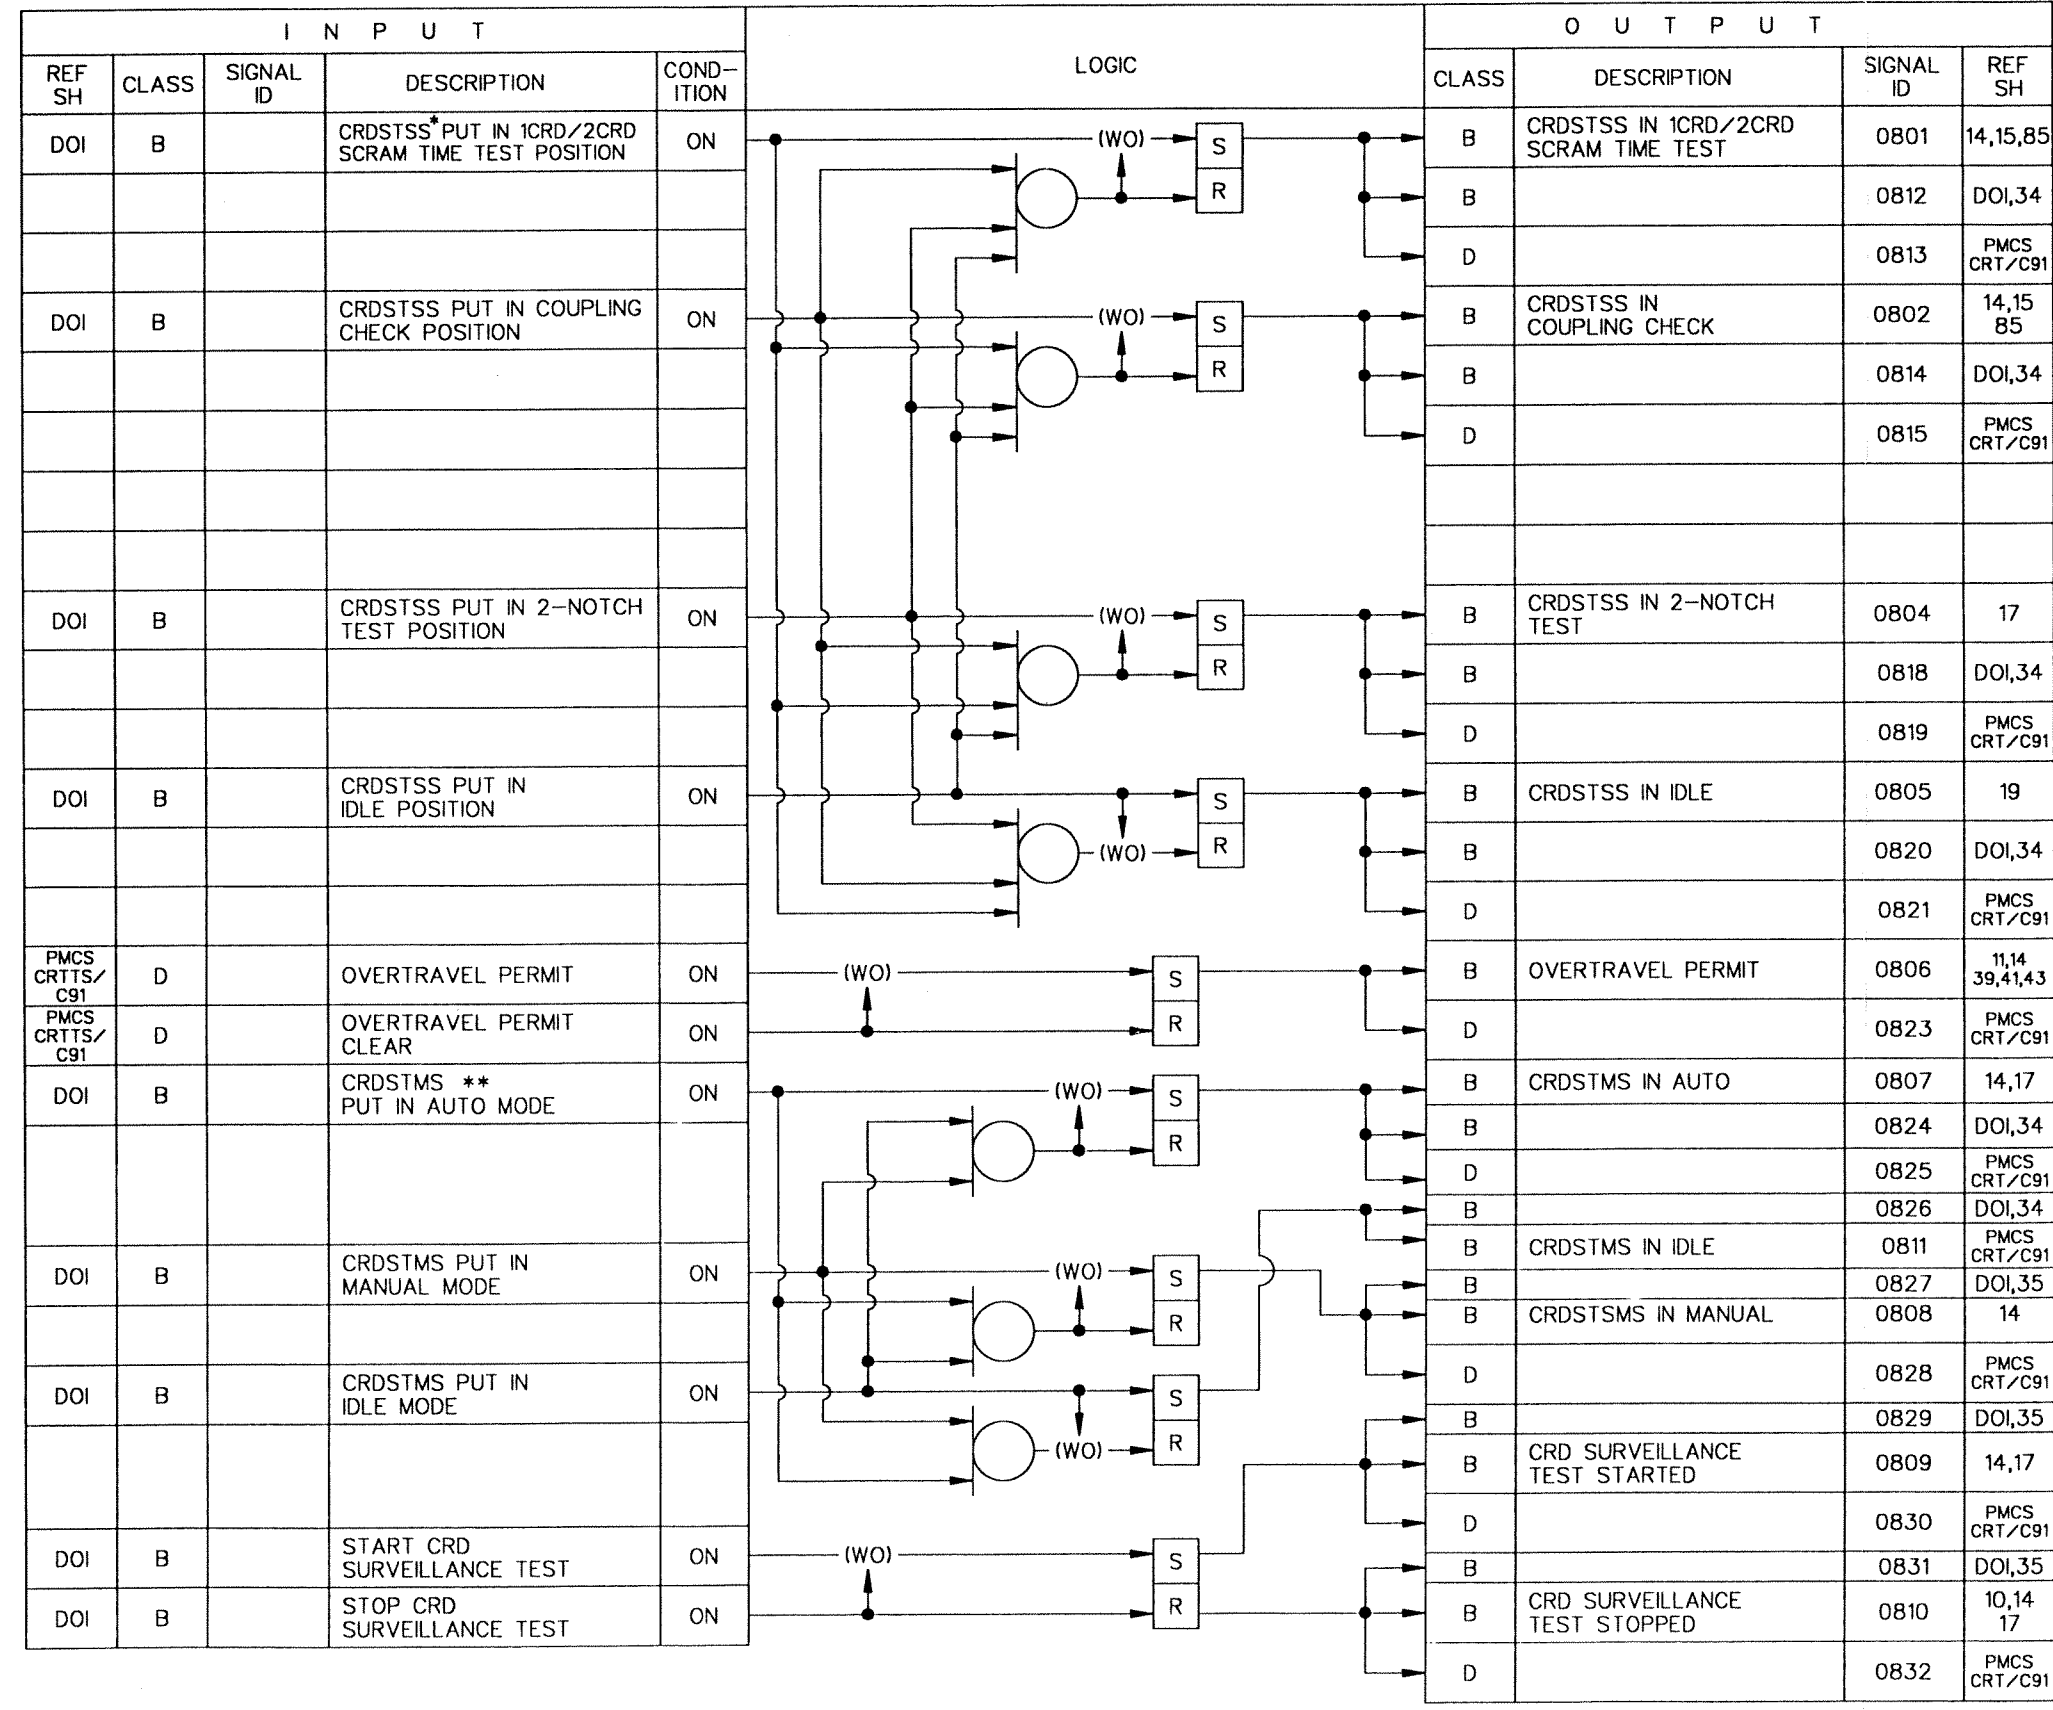 I N P U T
LOGIC
O U T P U T
REF SH
CLASS
SIGNAL ID
DESCRIPTION
COND-
ITION
CLASS
DESCRIPTION
SIGNAL ID
REF SH
DOI B CRDSTSS* PUT IN 1CRD/2CRD
SCRAM TIME TEST POSITION ON
(WO) S
R
B CRDSTSS IN 1CRD/2CRD
SCRAM TIME TEST 0801 14,15,85
B 0812 DOI,34
D 0813 PMCS
CRT/C91
DOI B CRDSTSS PUT IN COUPLING
CHECK POSITION ON
(WO) S
R
B CRDSTSS IN
COUPLING CHECK 0802 14,15
85
B 0814 DOI,34
D 0815 PMCS
CRT/C91
DOI B CRDSTSS PUT IN 2-NOTCH
TEST POSITION ON
(WO) S
R
B CRDSTSS IN 2-NOTCH
TEST 0804 17
B 0818 DOI,34
D 0819 PMCS
CRT/C91
DOI B CRDSTSS PUT IN
IDLE POSITION ON
S
(WO) R
B CRDSTSS IN IDLE 0805 19
B 0820 DOI,34
D 0821 PMCS
CRT/C91
PMCS
CRTTS/
C91 D OVERTRAVEL PERMIT ON
(WO) S
B OVERTRAVEL PERMIT 0806 11,14
39,41,43
PMCS
CRTTS/
C91 D OVERTRAVEL PERMIT
CLEAR ON
R
D 0823 PMCS
CRT/C91
DOI B CRDSTMS **
PUT IN AUTO MODE ON
(WO) S
R
B CRDSTMS IN AUTO 0807 14,17
B 0824 DOI,34
D 0825 PMCS
CRT/C91
B 0826 DOI,34
B CRDSTMS IN IDLE 0811 PMCS
CRT/C91
DOI B CRDSTMS PUT IN
MANUAL MODE ON
(WO) S
R
B 0827 DOI,35
B CRDSTSMS IN MANUAL 0808 14
D 0828 PMCS
CRT/C91
DOI B CRDSTMS PUT IN
IDLE MODE ON
S
(WO) R
B 0829 DOI,35
B CRD SURVEILLANCE
TEST STARTED 0809 14,17
D 0830 PMCS
CRT/C91
DOI B START CRD
SURVEILLANCE TEST ON
(WO) S
B 0831 DOI,35
DOI B STOP CRD
SURVEILLANCE TEST ON
R
B CRD SURVEILLANCE
TEST STOPPED 0810 10,14
17
D 0832 PMCS
CRT/C91